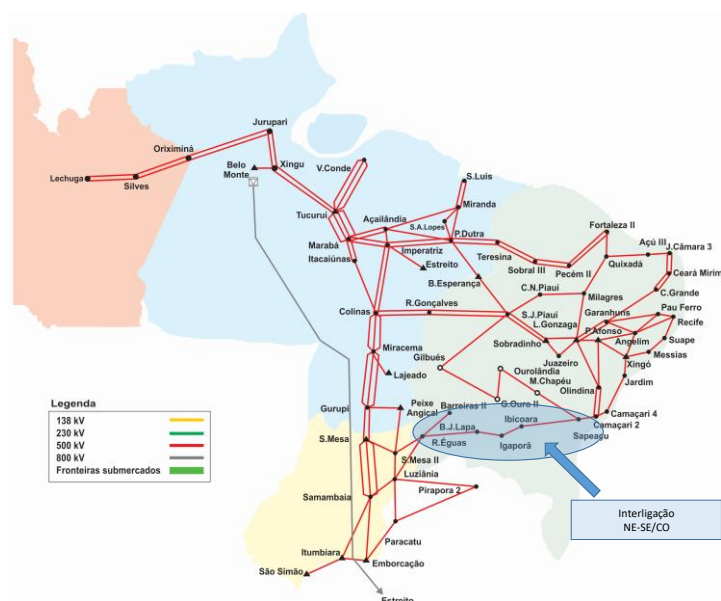 Jurupari
Oriximiná
Lechuga
Silves
Belo
Monte
Xingu
V.Conde
Tucuruí
S.Luis
Miranda
Açailândia
S.A.Lopes
P.Dutra
Marabá
Itacaiúnas
Imperatriz
Estreito
Teresina
Sobral III
Pecém II
Fortaleza II
Açú III
J.Câmara 3
Quixadá
Ceará Mirim
C.Grande
B.Esperança
C.N.Piaui
Milagres
Colinas
R.Gonçalves
S.J.Piaui
L.Gonzaga
Garanhuns
P.Afonso
Pau Ferro
Recife
Angelim
Suape
Messias
Xingó
Jardim
Sobradinho
Juazeiro
Miracema
Lajeado
Gilbués
Ourolândia
M.Chapéu
Olindina
G.Ouro II
Gurupi
Peixe
Angical
Barreiras II
Camaçari 4
Camaçari 2
Sapeaçu
Ibicoara
B.J.Lapa
Igaporã
R.Éguas
S.Mesa
S.Mesa II
Luziânia
Samambaia
Pirapora 2
Paracatu
Itumbiara
Emborcação
São Simão
Estreito
Legenda
138 kV
230 kV
500 kV
800 kV
Fronteiras submercados
Interligação
NE-SE/CO